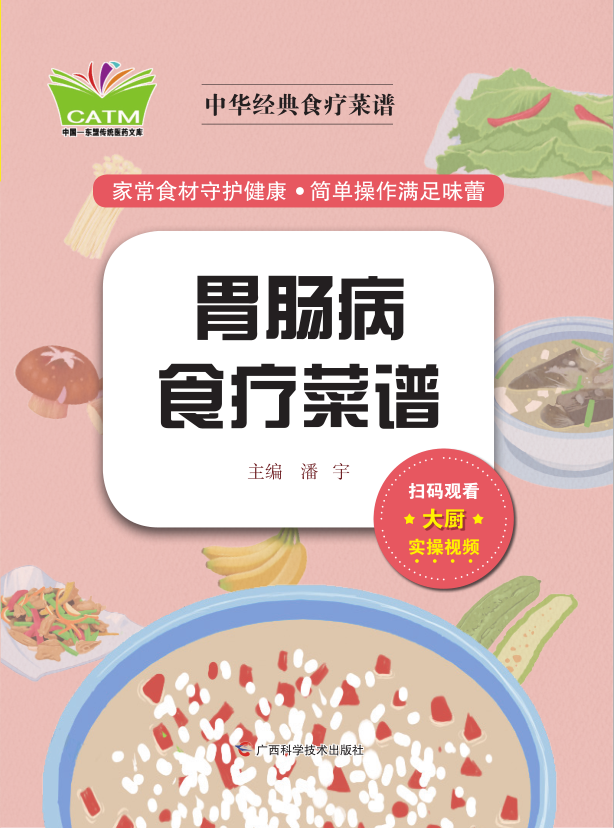 CATM
中国—东盟传统医药文库
中华经典食疗菜谱
家常食材守护健康•简单操作满足味蕾
胃肠病
食疗菜谱
主编 潘宇
扫码观看
大厨
实操视频
广西科学技术出版社